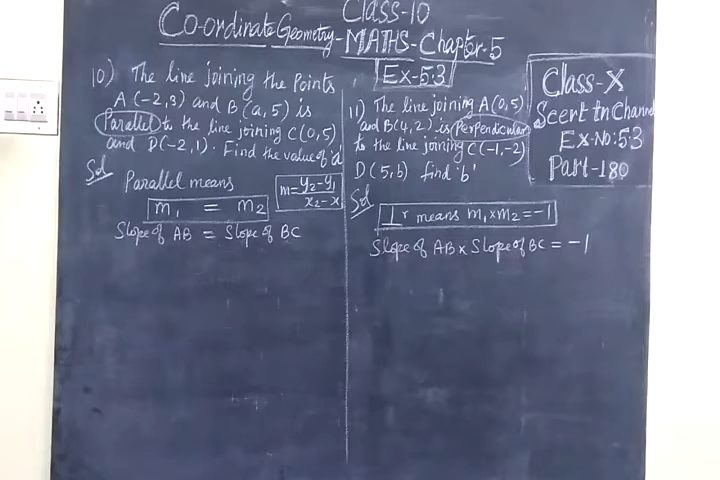 Class-10
Co-ordinate Geometry-MATHS-Chapter-5
Ex-5.3
10) The line joining the Points
A(-2,3) and B(a,5) is
Parallel to the line joining C(0,5)
and D(-2,1). Find the value of 'a'
Sol
Parallel means
m = y₂-y₁
x₂-x
m₁ = m₂
Slope of AB = Slope of BC
11) The line joining A(0,5)
and B(4,2) is Perpendicular
to the line joining C(-1,-2)
D(5,b) find 'b'
Sol
⊥r means m₁×m₂=-1
Slope of AB × Slope of BC = -1
Class-X
Seert tn Channel
Ex-No:5.3
Part-180